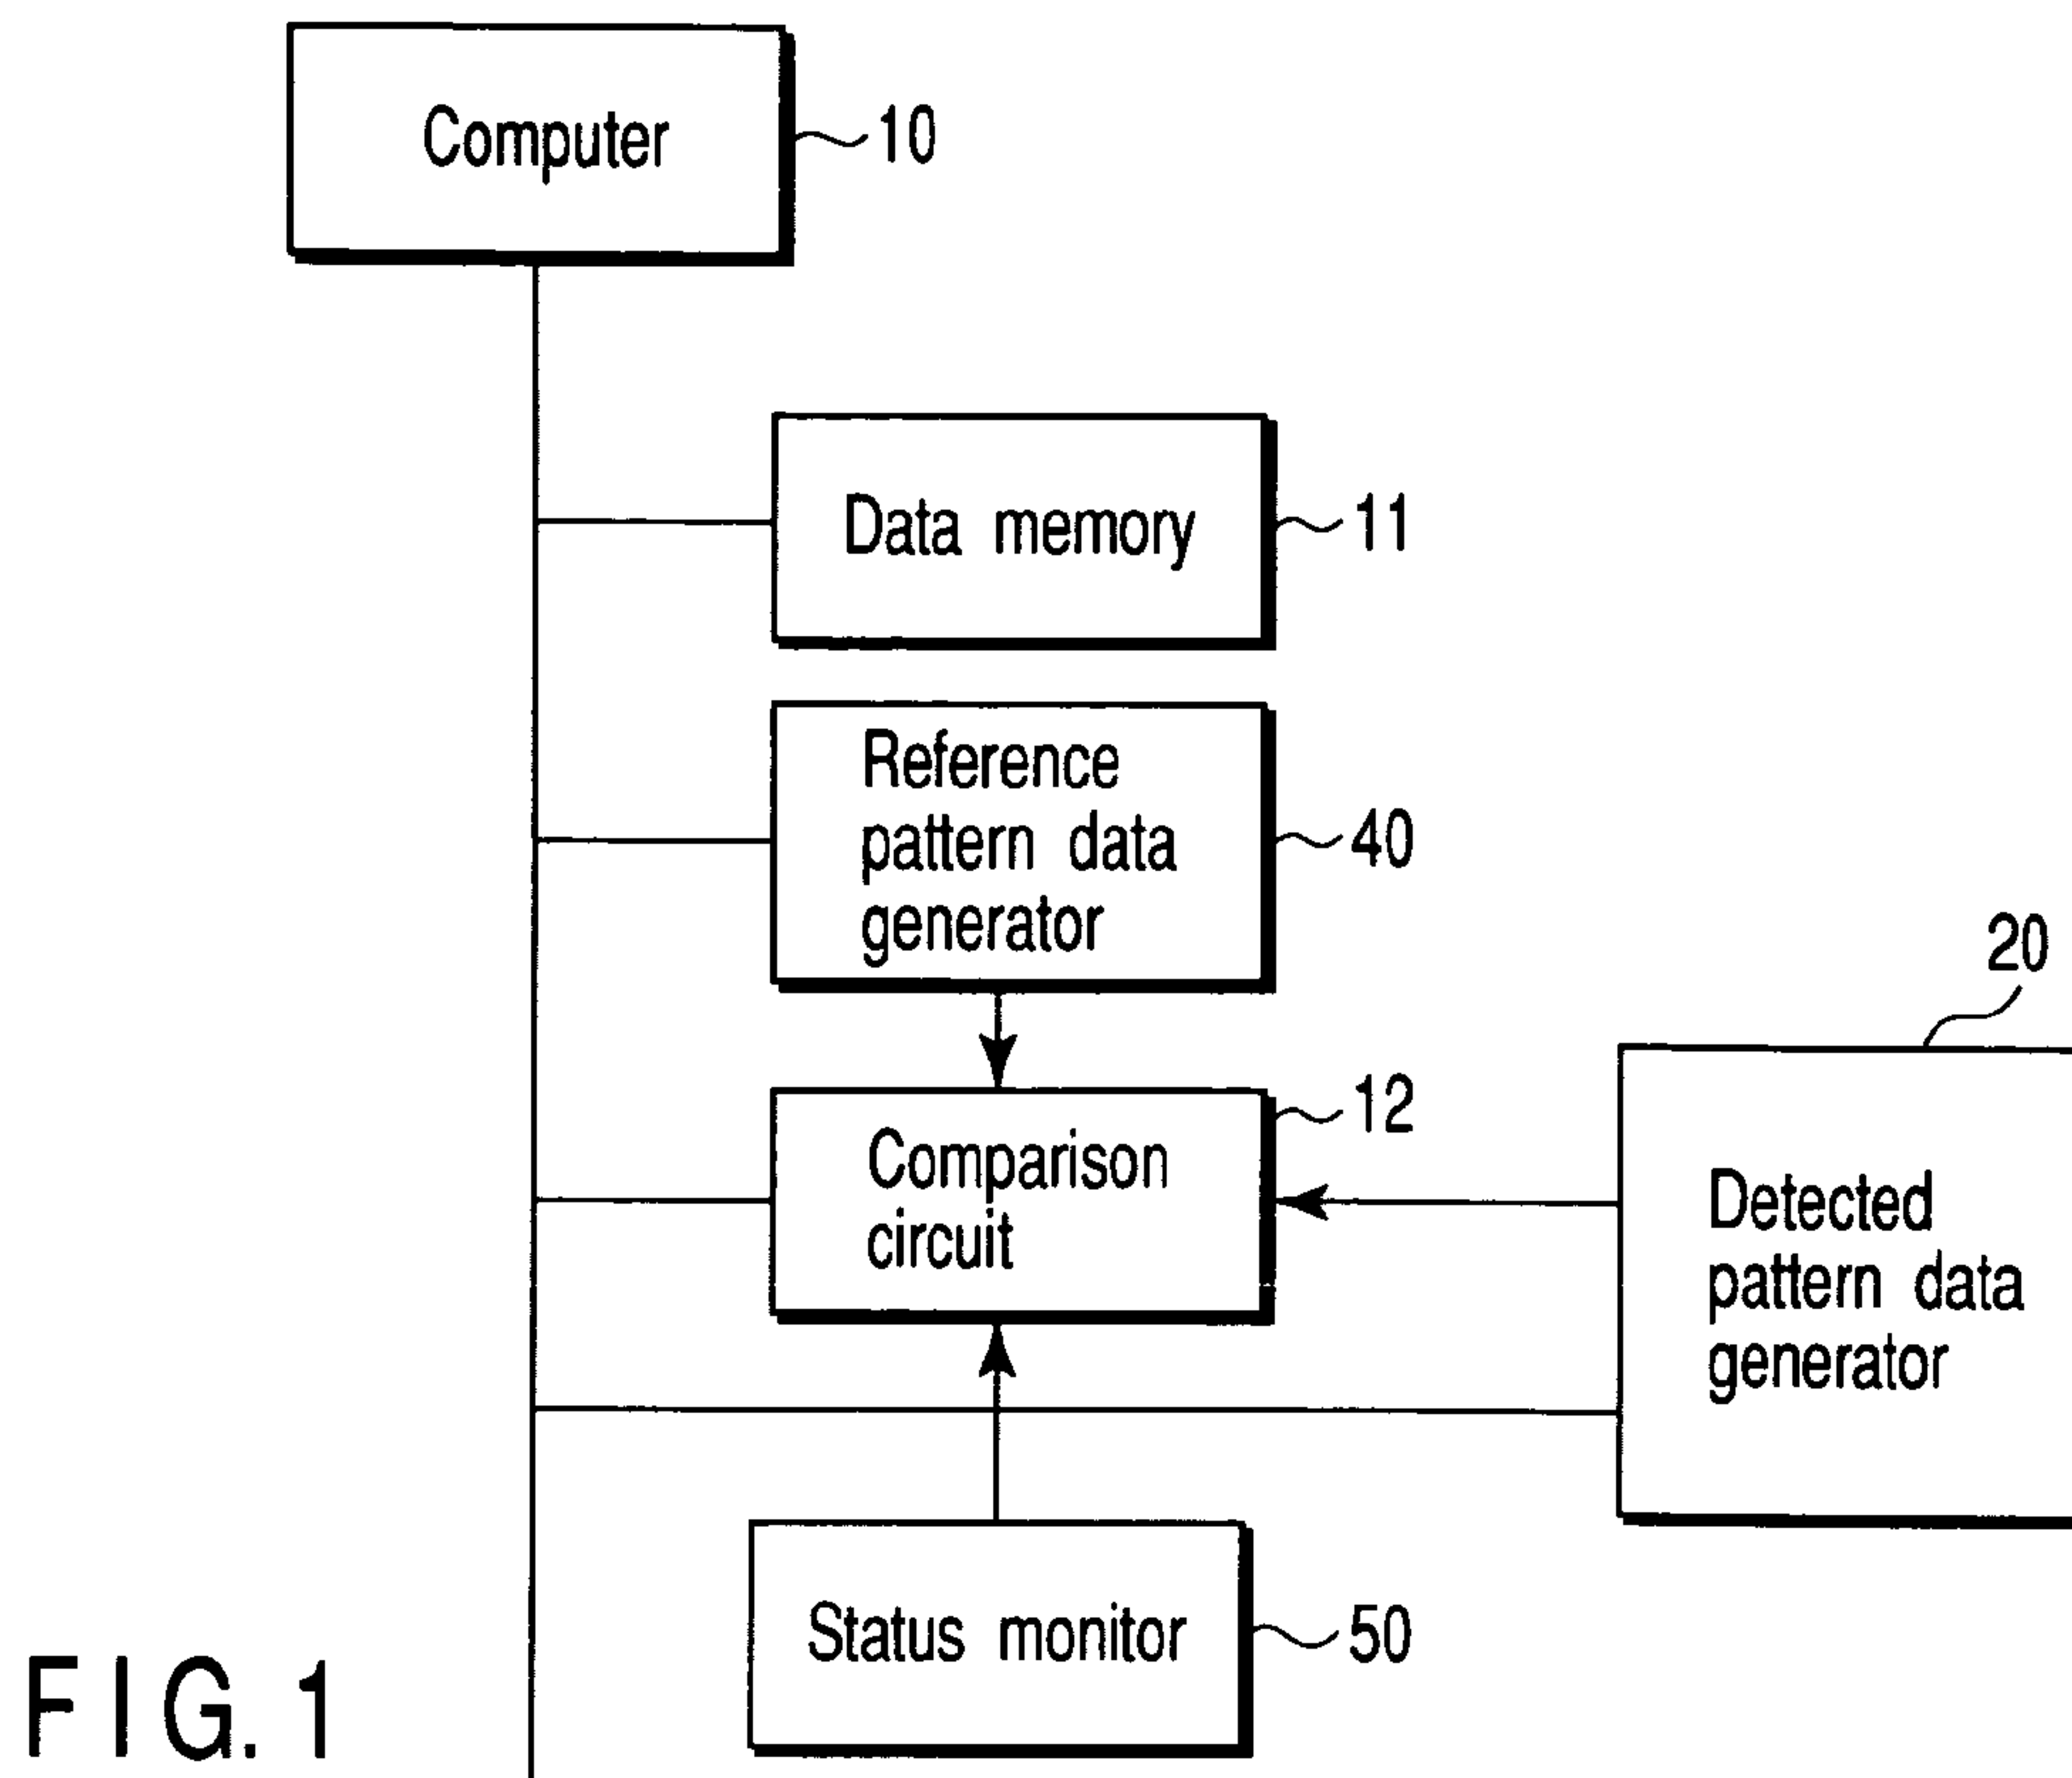 Computer
10
Data memory
11
Reference
pattern data
generator
40
20
Comparison
circuit
12
Detected
pattern data
generator
Status monitor
50
FIG. 1